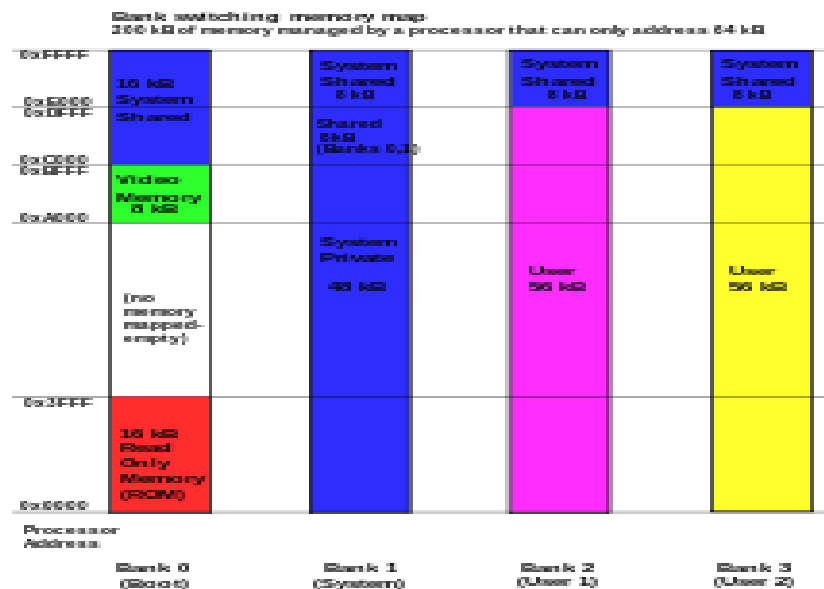 Bank switching memory map
200 kB of memory managed by a processor that can only address 64 kB
0xFFFF
0xE000
0xDFFF
0xC000
0xBFFF
0xA000
0x3FFF
0x0000
Processor
Address
16 kB
System
Shared
Video
Memory
8 kB
(no
memory
mapped-
empty)
16 kB
Read
Only
Memory
(ROM)
Bank 0
(Boot)
System
Shared
8 kB
Shared
8kB
(Banks 0,1)
System
Private
48 kB
Bank 1
(System)
System
Shared
8 kB
User
56 kB
Bank 2
(User 1)
System
Shared
8 kB
User
56 kB
Bank 3
(User 2)